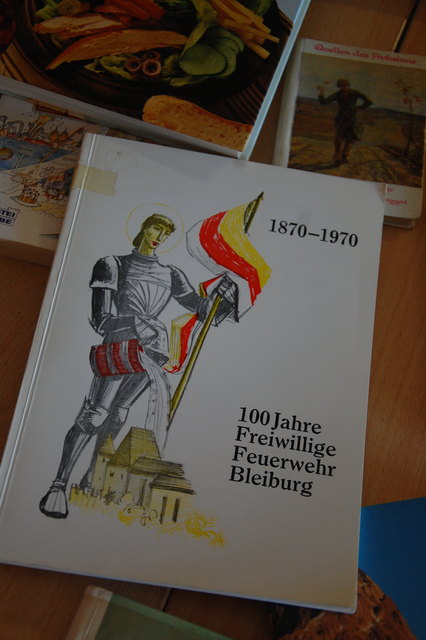 Quellen des Frohsinns
1870–1970
100 Jahre
Freiwillige
Feuerwehr
Bleiburg